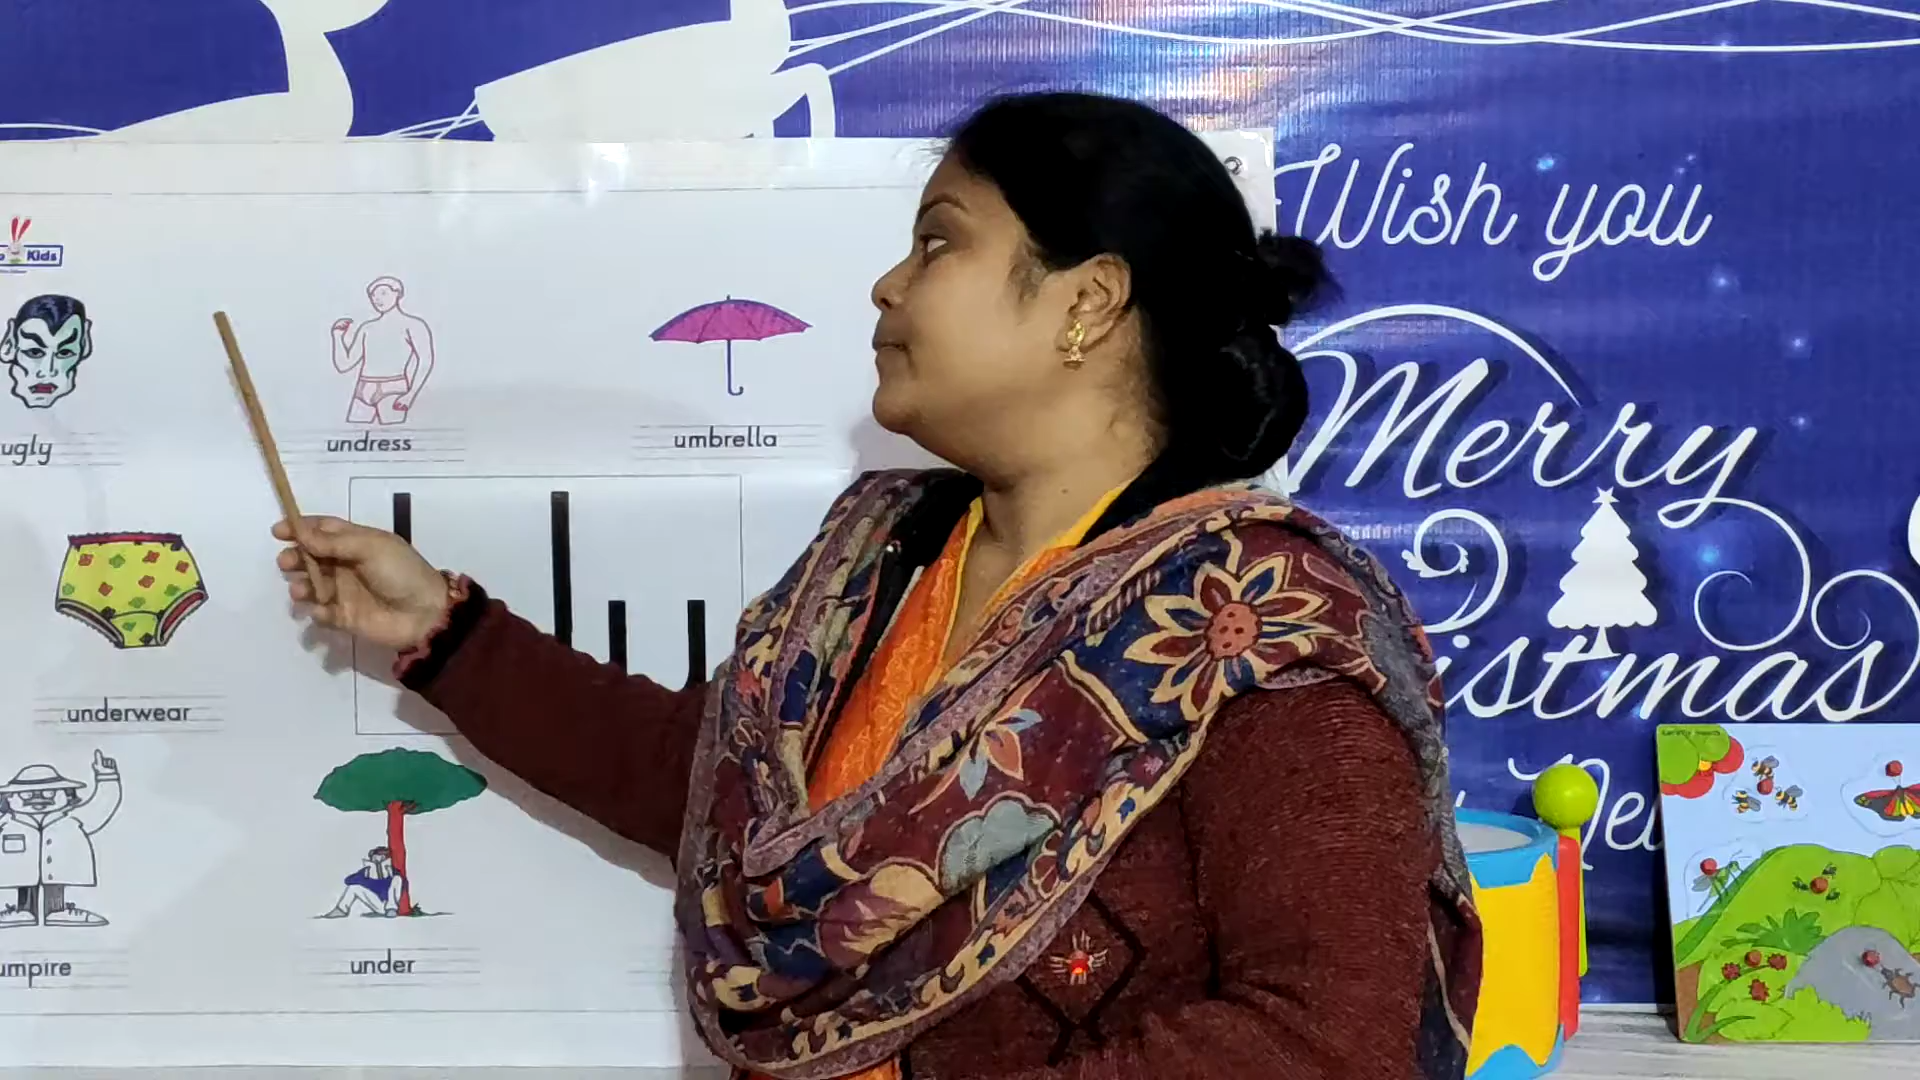 Kids
ugly
undress
umbrella
underwear
umpire
under
Wish you
Merry
istmas